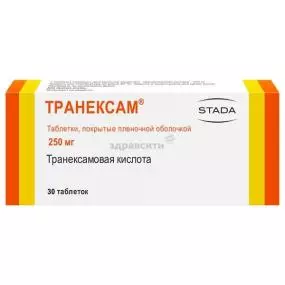 ТРАНЕКСАМ®
STADA
Таблетки, покрытые пленочной оболочкой
250 мг
здравсити
Транексамовая кислота
30 таблеток